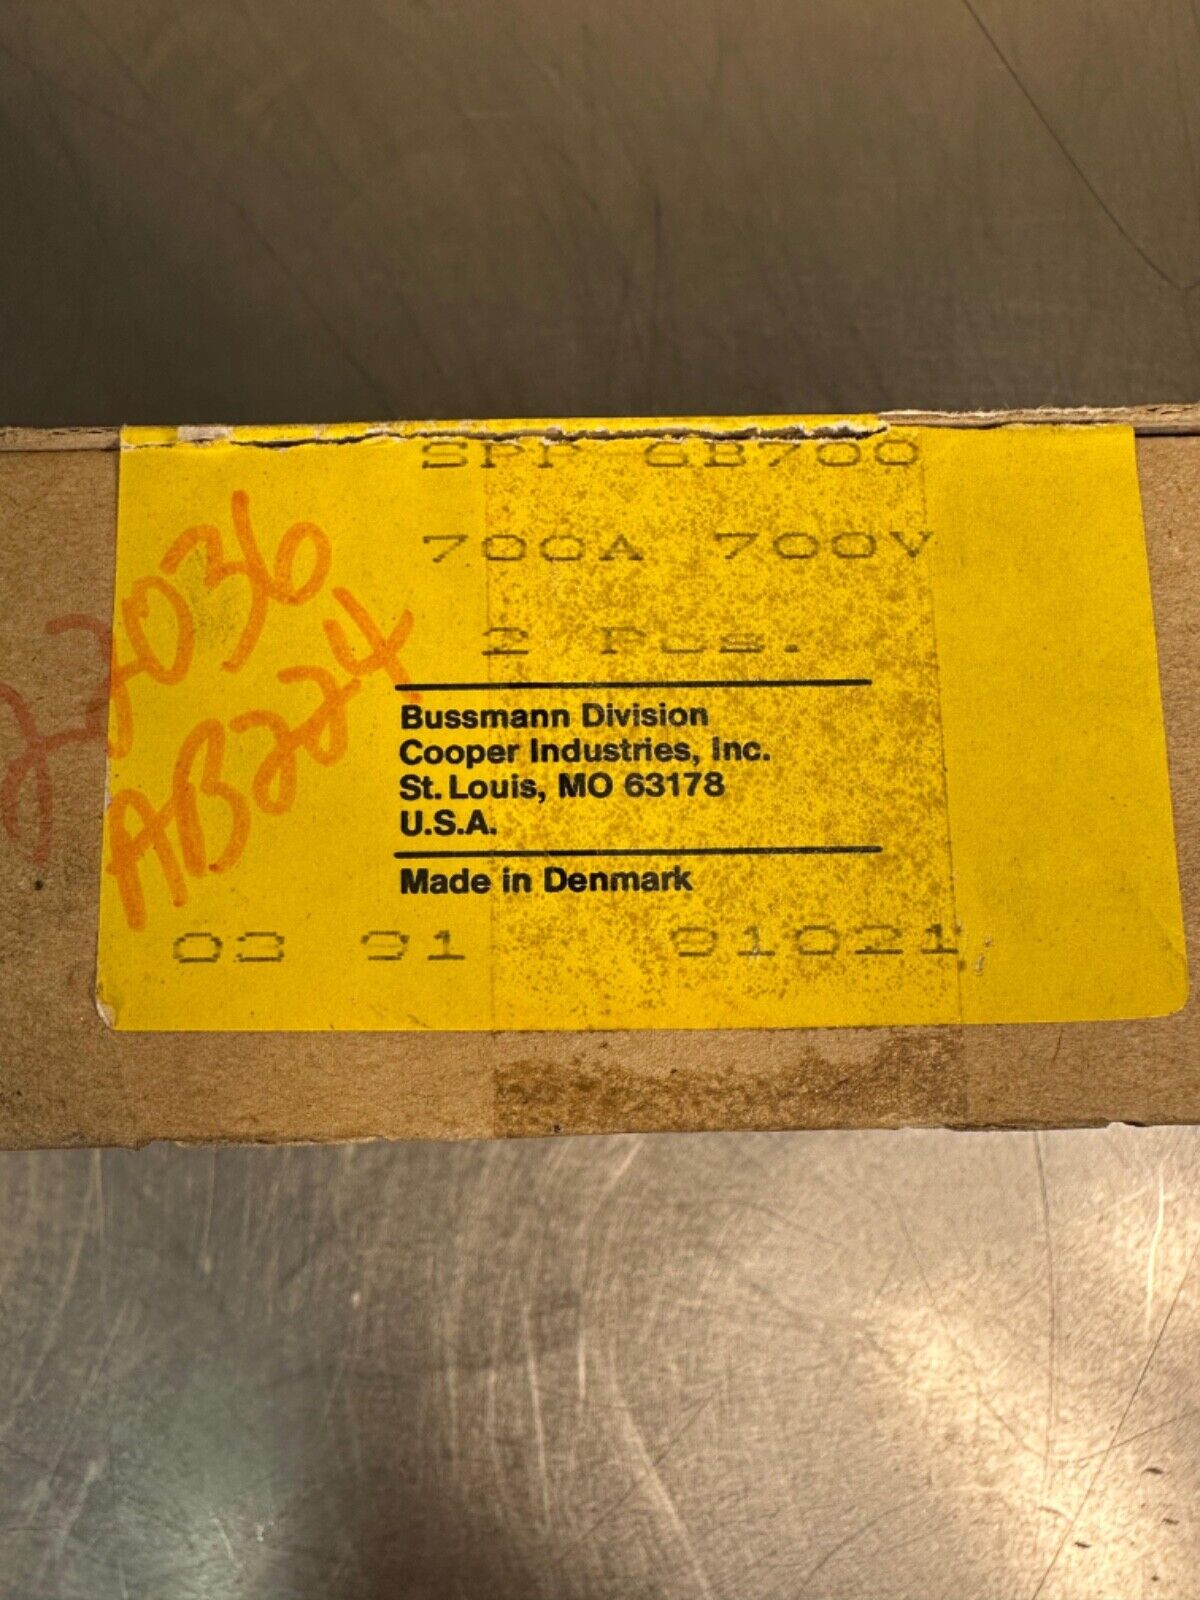 SPP 6B700
700A 700V
2 Pcs.
Bussmann Division
Cooper Industries, Inc.
St. Louis, MO 63178
U.S.A.
Made in Denmark
03 91 91021
22036
AB224